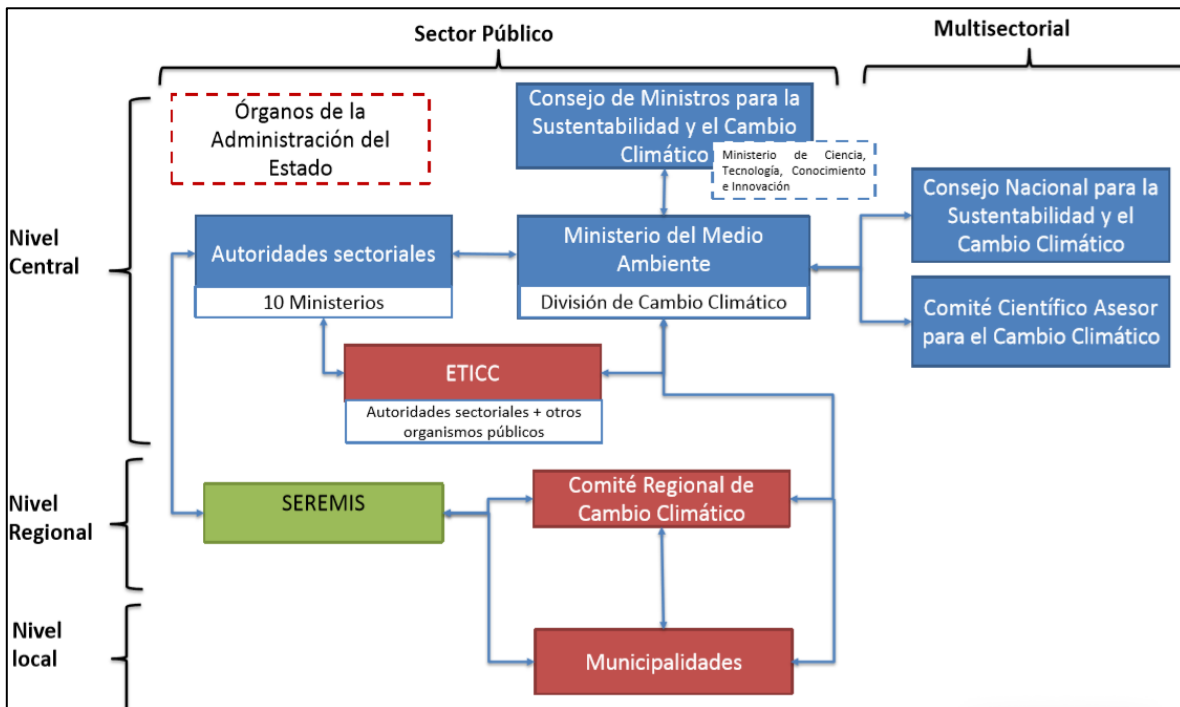 Sector Público
Multisectorial
Órganos de la
Administración del
Estado
Consejo de Ministros para la
Sustentabilidad y el Cambio
Climático
Ministerio de Ciencia,
Tecnología, Conocimiento
e Innovación
Consejo Nacional para la
Sustentabilidad y el
Cambio Climático
Nivel
Central
Autoridades sectoriales
10 Ministerios
Ministerio del Medio
Ambiente
División de Cambio Climático
Comité Científico Asesor
para el Cambio Climático
ETICC
Autoridades sectoriales + otros
organismos públicos
Nivel
Regional
SEREMIS
Comité Regional de
Cambio Climático
Nivel
local
Municipalidades